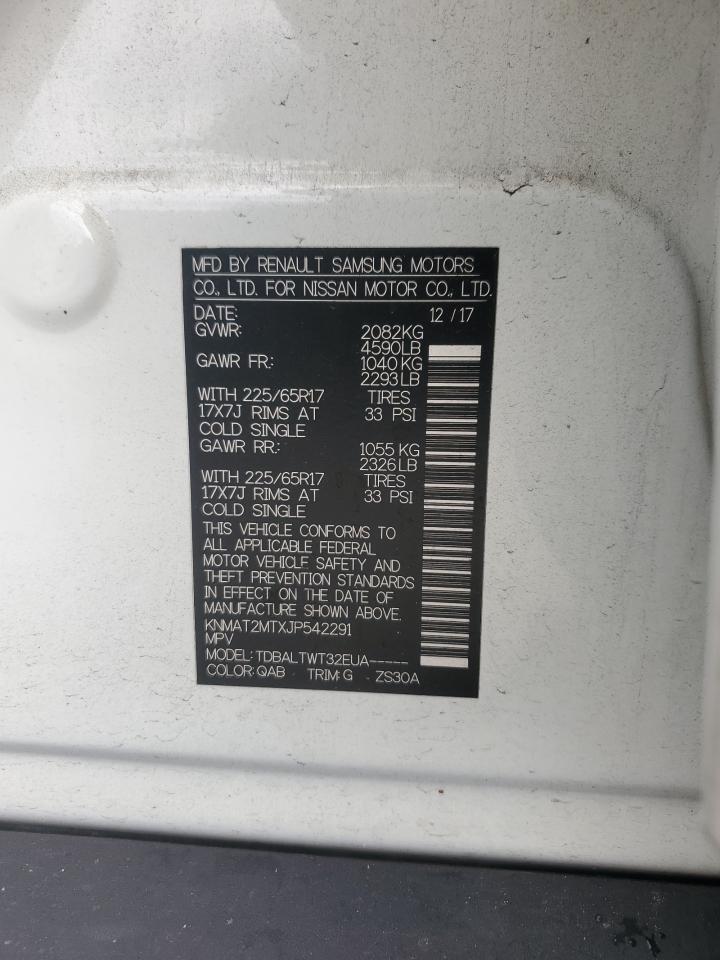 MFD BY RENAULT SAMSUNG MOTORS
CO., LTD. FOR NISSAN MOTOR CO., LTD.
DATE: 12 / 17
GVWR: 2082KG
4590LB
GAWR FR: 1040 KG
2293 LB
WITH 225/65R17 TIRES
17X7J RIMS AT 33 PSI
COLD SINGLE
GAWR RR: 1055 KG
2326 LB
WITH 225/65R17 TIRES
17X7J RIMS AT 33 PSI
COLD SINGLE
THIS VEHICLE CONFORMS TO
ALL APPLICABLE FEDERAL
MOTOR VEHICLE SAFETY AND
THEFT PREVENTION STANDARDS
IN EFFECT ON THE DATE OF
MANUFACTURE SHOWN ABOVE.
KNMAT2MTXJP542291
MPV
MODEL: TDBALTWT32EUA-----
COLOR: QAB TRIM: G ZS30A